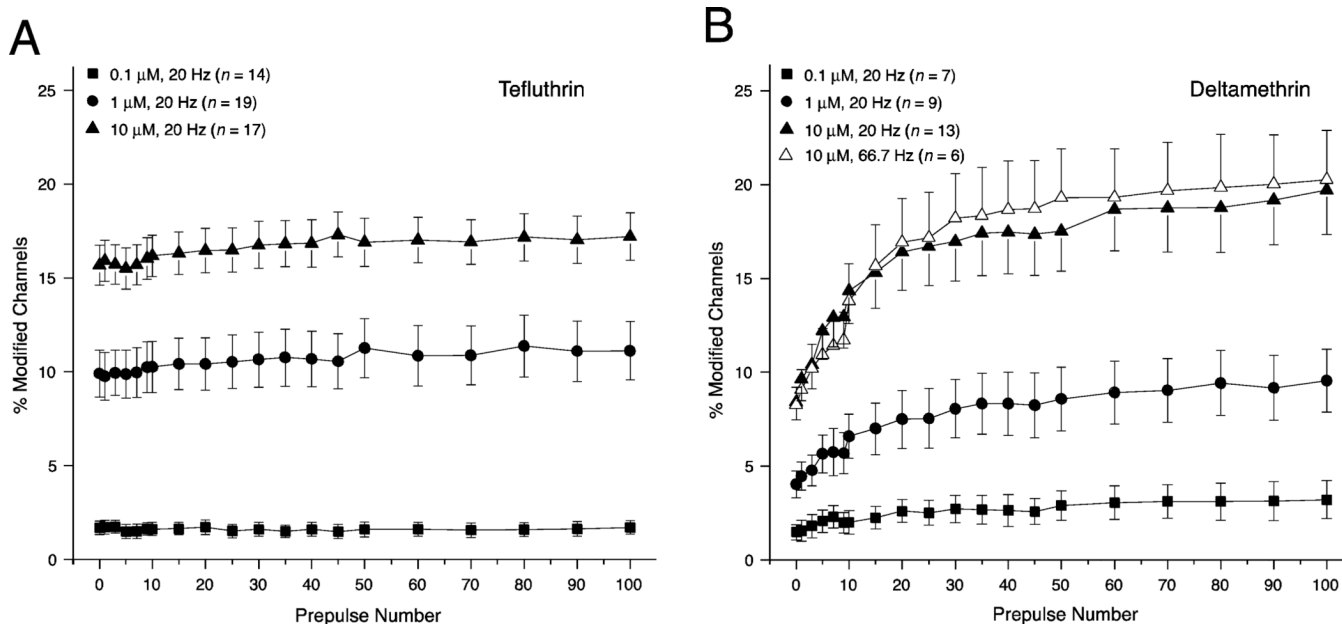 A
■ 0.1 μM, 20 Hz (n = 14)
● 1 μM, 20 Hz (n = 19)
▲ 10 μM, 20 Hz (n = 17)
Tefluthrin
25
20
15
10
5
0
% Modified Channels
0 10 20 30 40 50 60 70 80 90 100
Prepulse Number
B
■ 0.1 μM, 20 Hz (n = 7)
● 1 μM, 20 Hz (n = 9)
▲ 10 μM, 20 Hz (n = 13)
△ 10 μM, 66.7 Hz (n = 6)
Deltamethrin
25
20
15
10
5
0
% Modified Channels
0 10 20 30 40 50 60 70 80 90 100
Prepulse Number